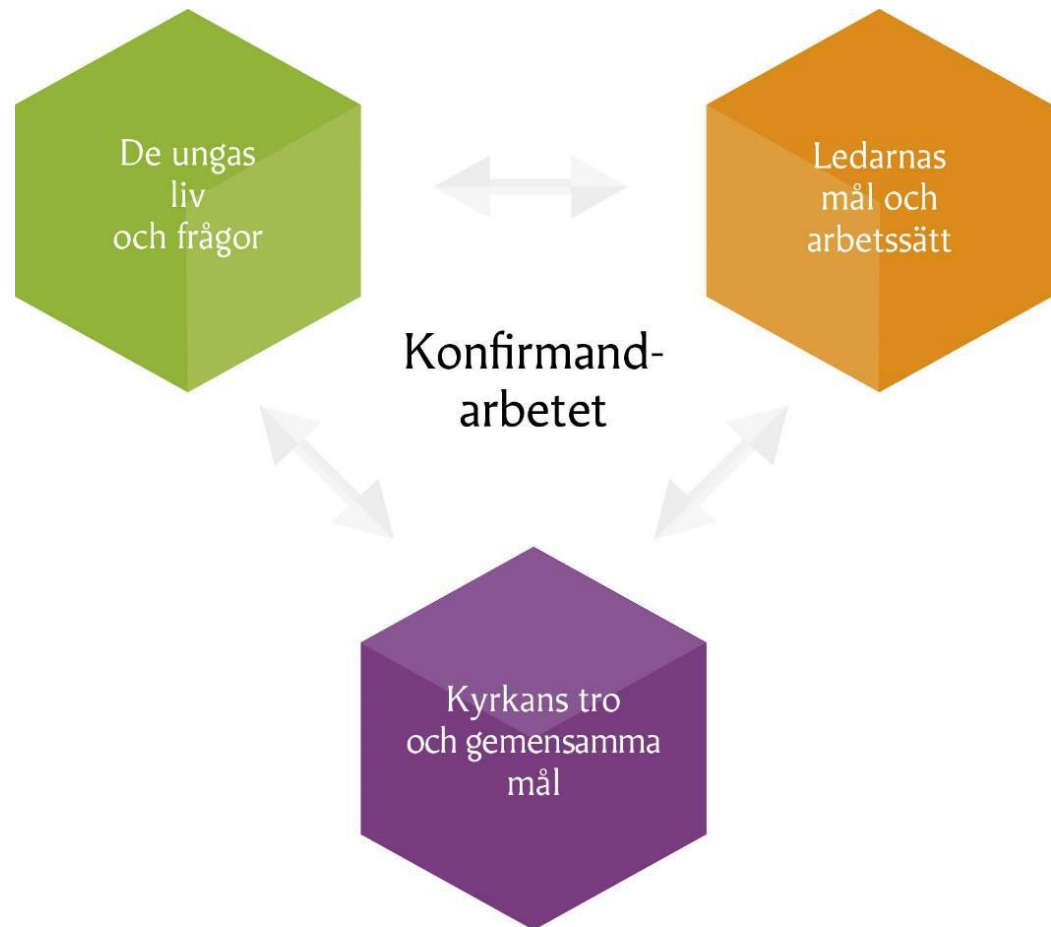 De ungas
liv
och frågor
Ledarnas
mål och
arbetssätt
Konfirmand-
arbetet
Kyrkans tro
och gemensamma
mål